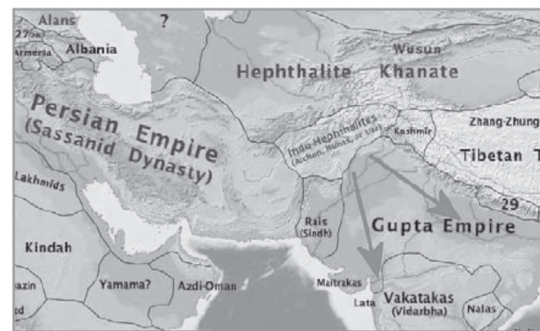 Alans
?
Armenia
Albania
Wusun
Hephthalite Khanate
Persian Empire
(Sassanid Dynasty)
Indo-Hephthalites
Kashmir
Zhang-Zhung
Tibetan T
Lakhmids
29
Rais
(Sindh)
Gupta Empire
Kindah
Yamama?
Azdi-Oman
Maitrakas
Lata
Vakatakas
(Vidarbha)
Nalas